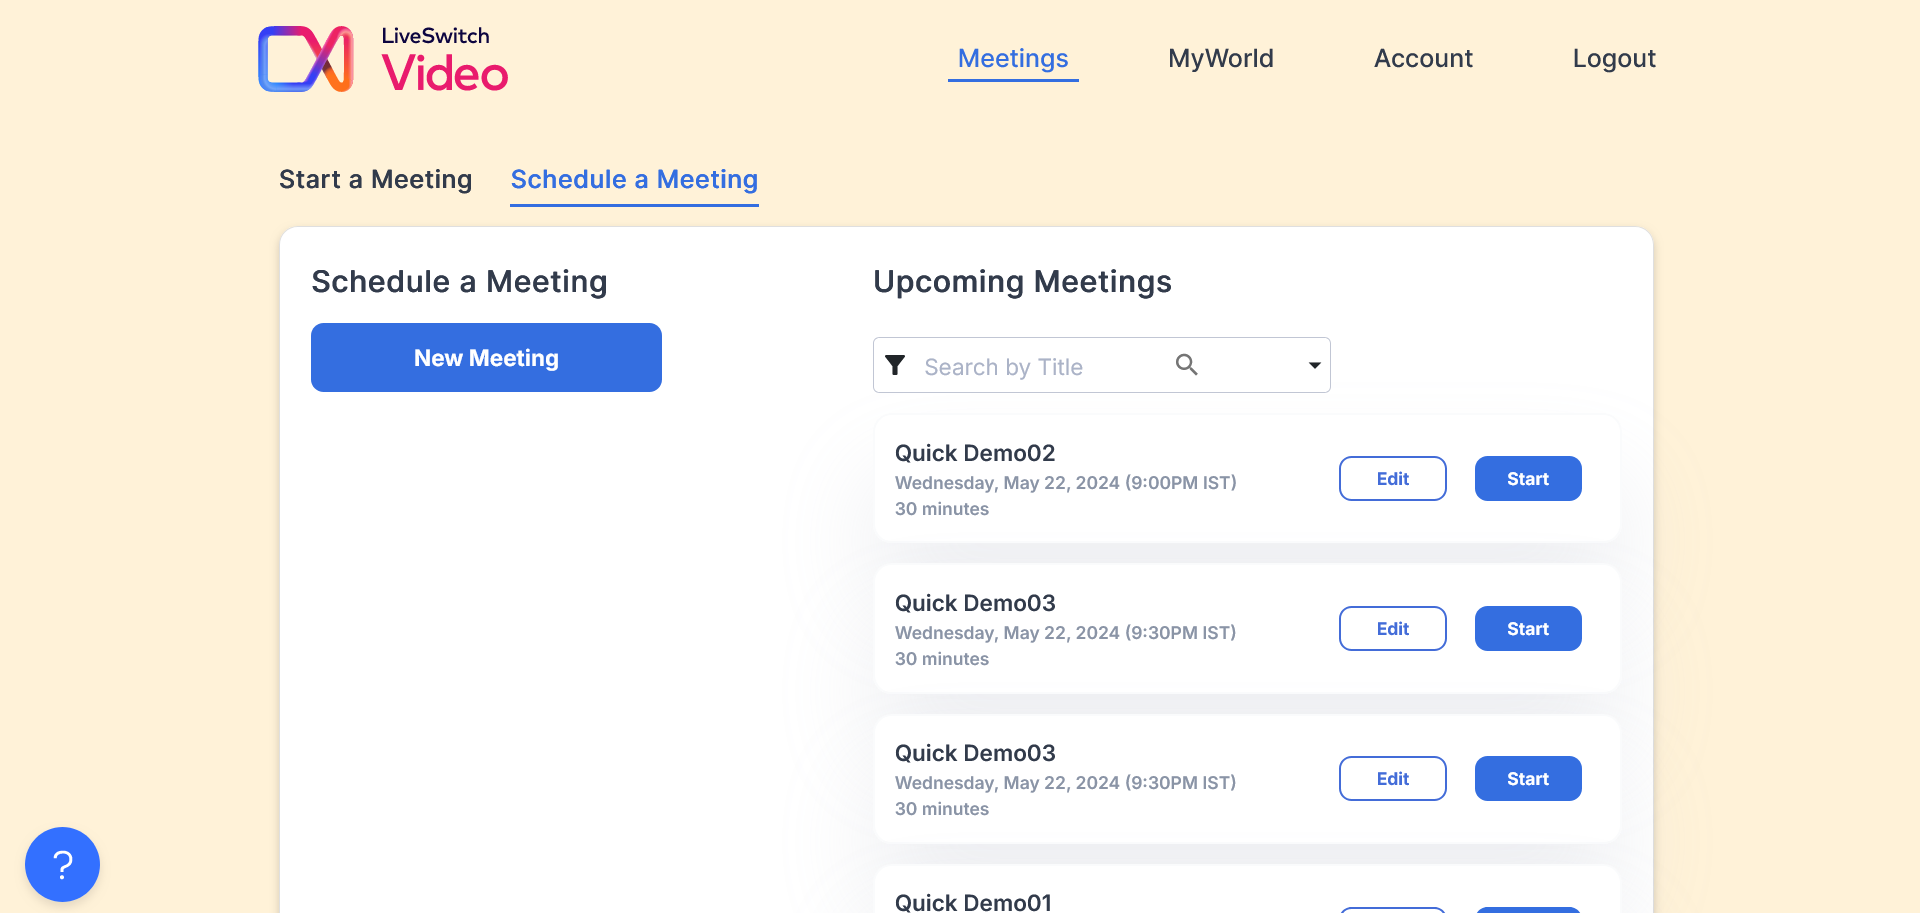 LiveSwitch
Video
Meetings
MyWorld
Account
Logout
Start a Meeting
Schedule a Meeting
Schedule a Meeting
New Meeting
Upcoming Meetings
Search by Title
Quick Demo02
Wednesday, May 22, 2024 (9:00PM IST)
30 minutes
Edit
Start
Quick Demo03
Wednesday, May 22, 2024 (9:30PM IST)
30 minutes
Edit
Start
Quick Demo03
Wednesday, May 22, 2024 (9:30PM IST)
30 minutes
Edit
Start
Quick Demo01
?